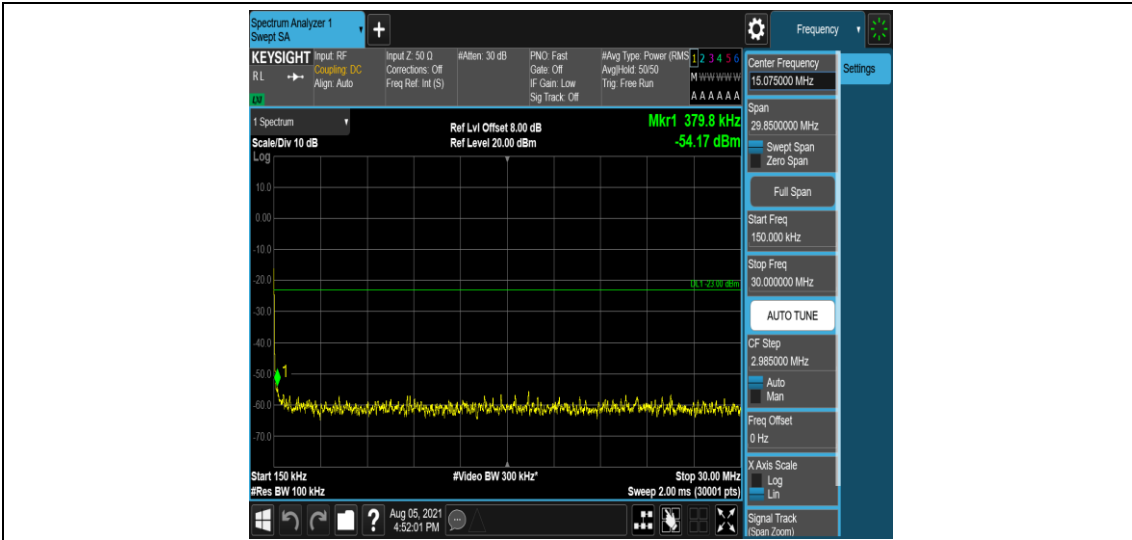 Spectrum Analyzer 1
Swept SA
+
Frequency
KEYSIGHT
RL
LXI
Input: RF
Coupling: DC
Align: Auto
Input Z: 50 Ω
Corrections: Off
Freq Ref: Int (S)
#Atten: 30 dB
PNO: Fast
Gate: Off
IF Gain: Low
Sig Track: Off
#Avg Type: Power (RMS
Avg|Hold: 50/50
Trig: Free Run
1 2 3 4 5 6
M W W W W W
A A A A A A
1 Spectrum
Scale/Div 10 dB
Ref Lvl Offset 8.00 dB
Ref Level 20.00 dBm
Mkr1 379.8 kHz
-54.17 dBm
Log
10.0
0.00
-10.0
-20.0
DL1 -23.00 dBm
-30.0
-40.0
-50.0
1
-60.0
-70.0
Start 150 kHz
#Res BW 100 kHz
#Video BW 300 kHz*
Stop 30.00 MHz
Sweep 2.00 ms (30001 pts)
?
Aug 05, 2021
4:52:01 PM
Center Frequency
15.075000 MHz
Settings
Span
29.8500000 MHz
Swept Span
Zero Span
Full Span
Start Freq
150.000 kHz
Stop Freq
30.000000 MHz
AUTO TUNE
CF Step
2.985000 MHz
Auto
Man
Freq Offset
0 Hz
X Axis Scale
Log
Lin
Signal Track
(Span Zoom)